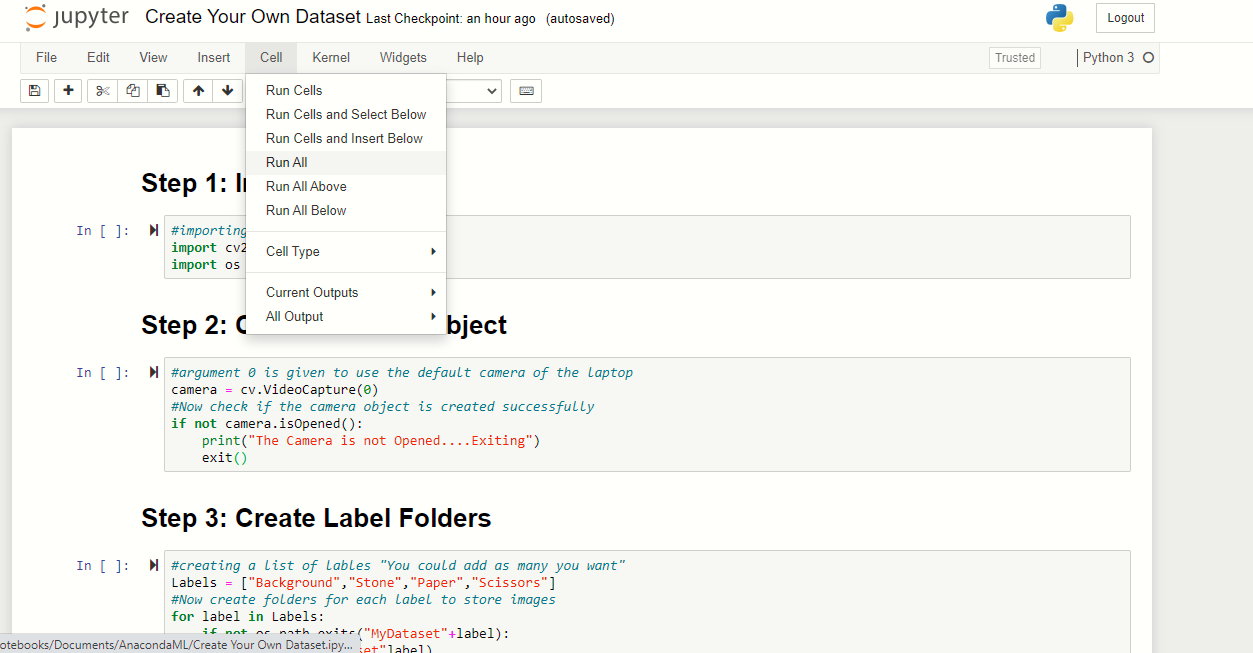 jupyter Create Your Own Dataset Last Checkpoint: an hour ago (autosaved)
Logout
File Edit View Insert Cell Kernel Widgets Help
Trusted
Python 3
Run Cells
Run Cells and Select Below
Run Cells and Insert Below
Run All
Run All Above
Run All Below
Cell Type
Current Outputs
All Output
Step 1:
In [ ]:
#importing
import cv2
import os
Step 2:
In [ ]:
#argument 0 is given to use the default camera of the laptop
camera = cv.VideoCapture(0)
#Now check if the camera object is created successfully
if not camera.isOpened():
print("The Camera is not Opened....Exiting")
exit()
Step 3: Create Label Folders
In [ ]:
#creating a list of lables "You could add as many you want"
Labels = ["Background","Stone","Paper","Scissors"]
#Now create folders for each label to store images
for label in Labels:
if not os.path.exits("MyDataset"+label):
label)
otebooks/Documents/AnacondaML/Create Your Own Dataset.ipy...